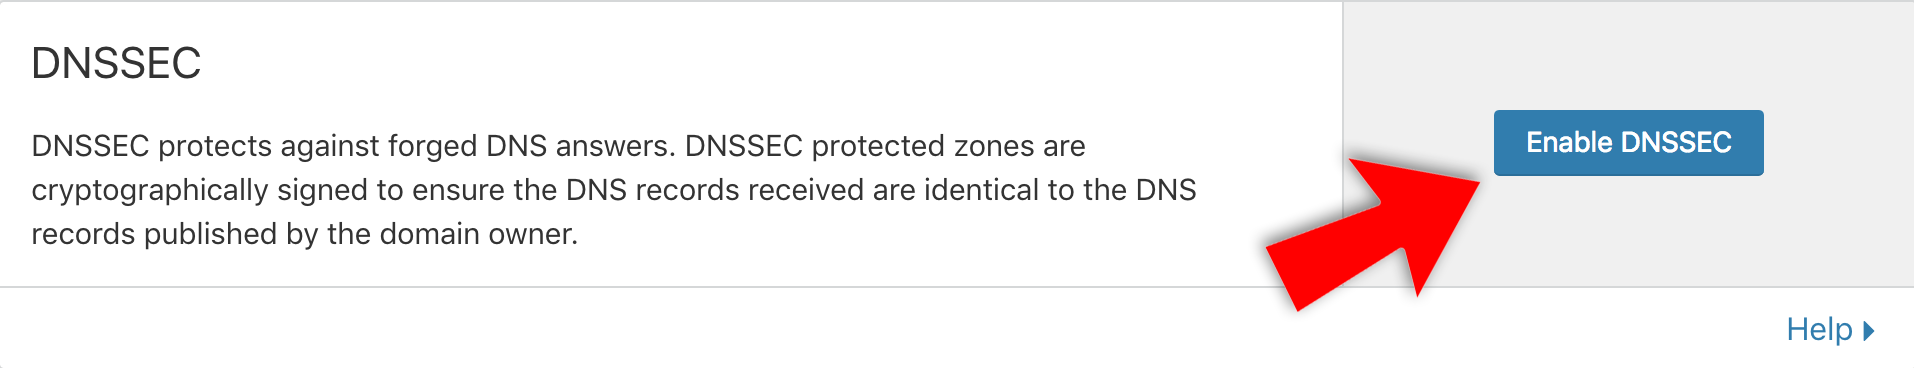 DNSSEC
DNSSEC protects against forged DNS answers. DNSSEC protected zones are
cryptographically signed to ensure the DNS records received are identical to the DNS
records published by the domain owner.
Enable DNSSEC
Help